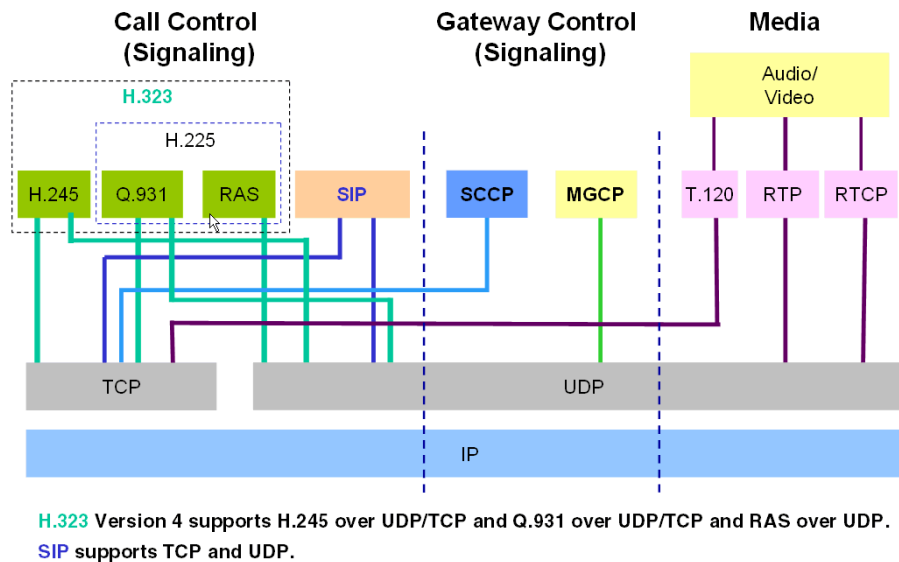 Call Control
(Signaling)
Gateway Control
(Signaling)
Media
Audio/
Video
H.323
H.225
H.245
Q.931
RAS
SIP
SCCP
MGCP
T.120
RTP
RTCP
TCP
UDP
IP
H.323 Version 4 supports H.245 over UDP/TCP and Q.931 over UDP/TCP and RAS over UDP.
SIP supports TCP and UDP.